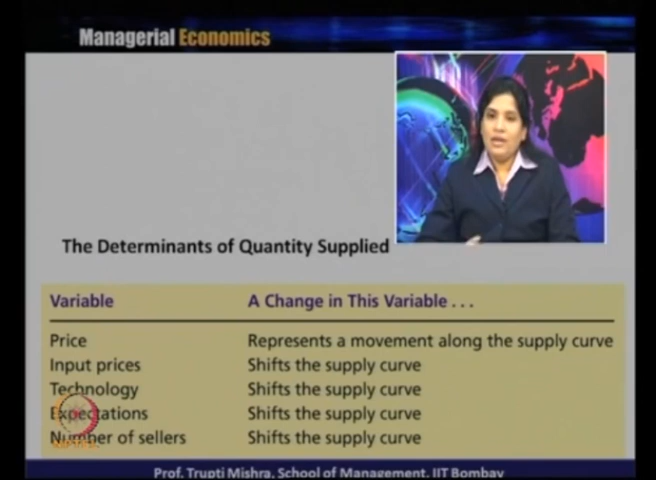 Managerial Economics
The Determinants of Quantity Supplied
Variable A Change in This Variable . . .
Price Represents a movement along the supply curve
Input prices Shifts the supply curve
Technology Shifts the supply curve
Expectations Shifts the supply curve
Number of sellers Shifts the supply curve
Prof. Trupti Mishra, School of Management, IIT Bombay